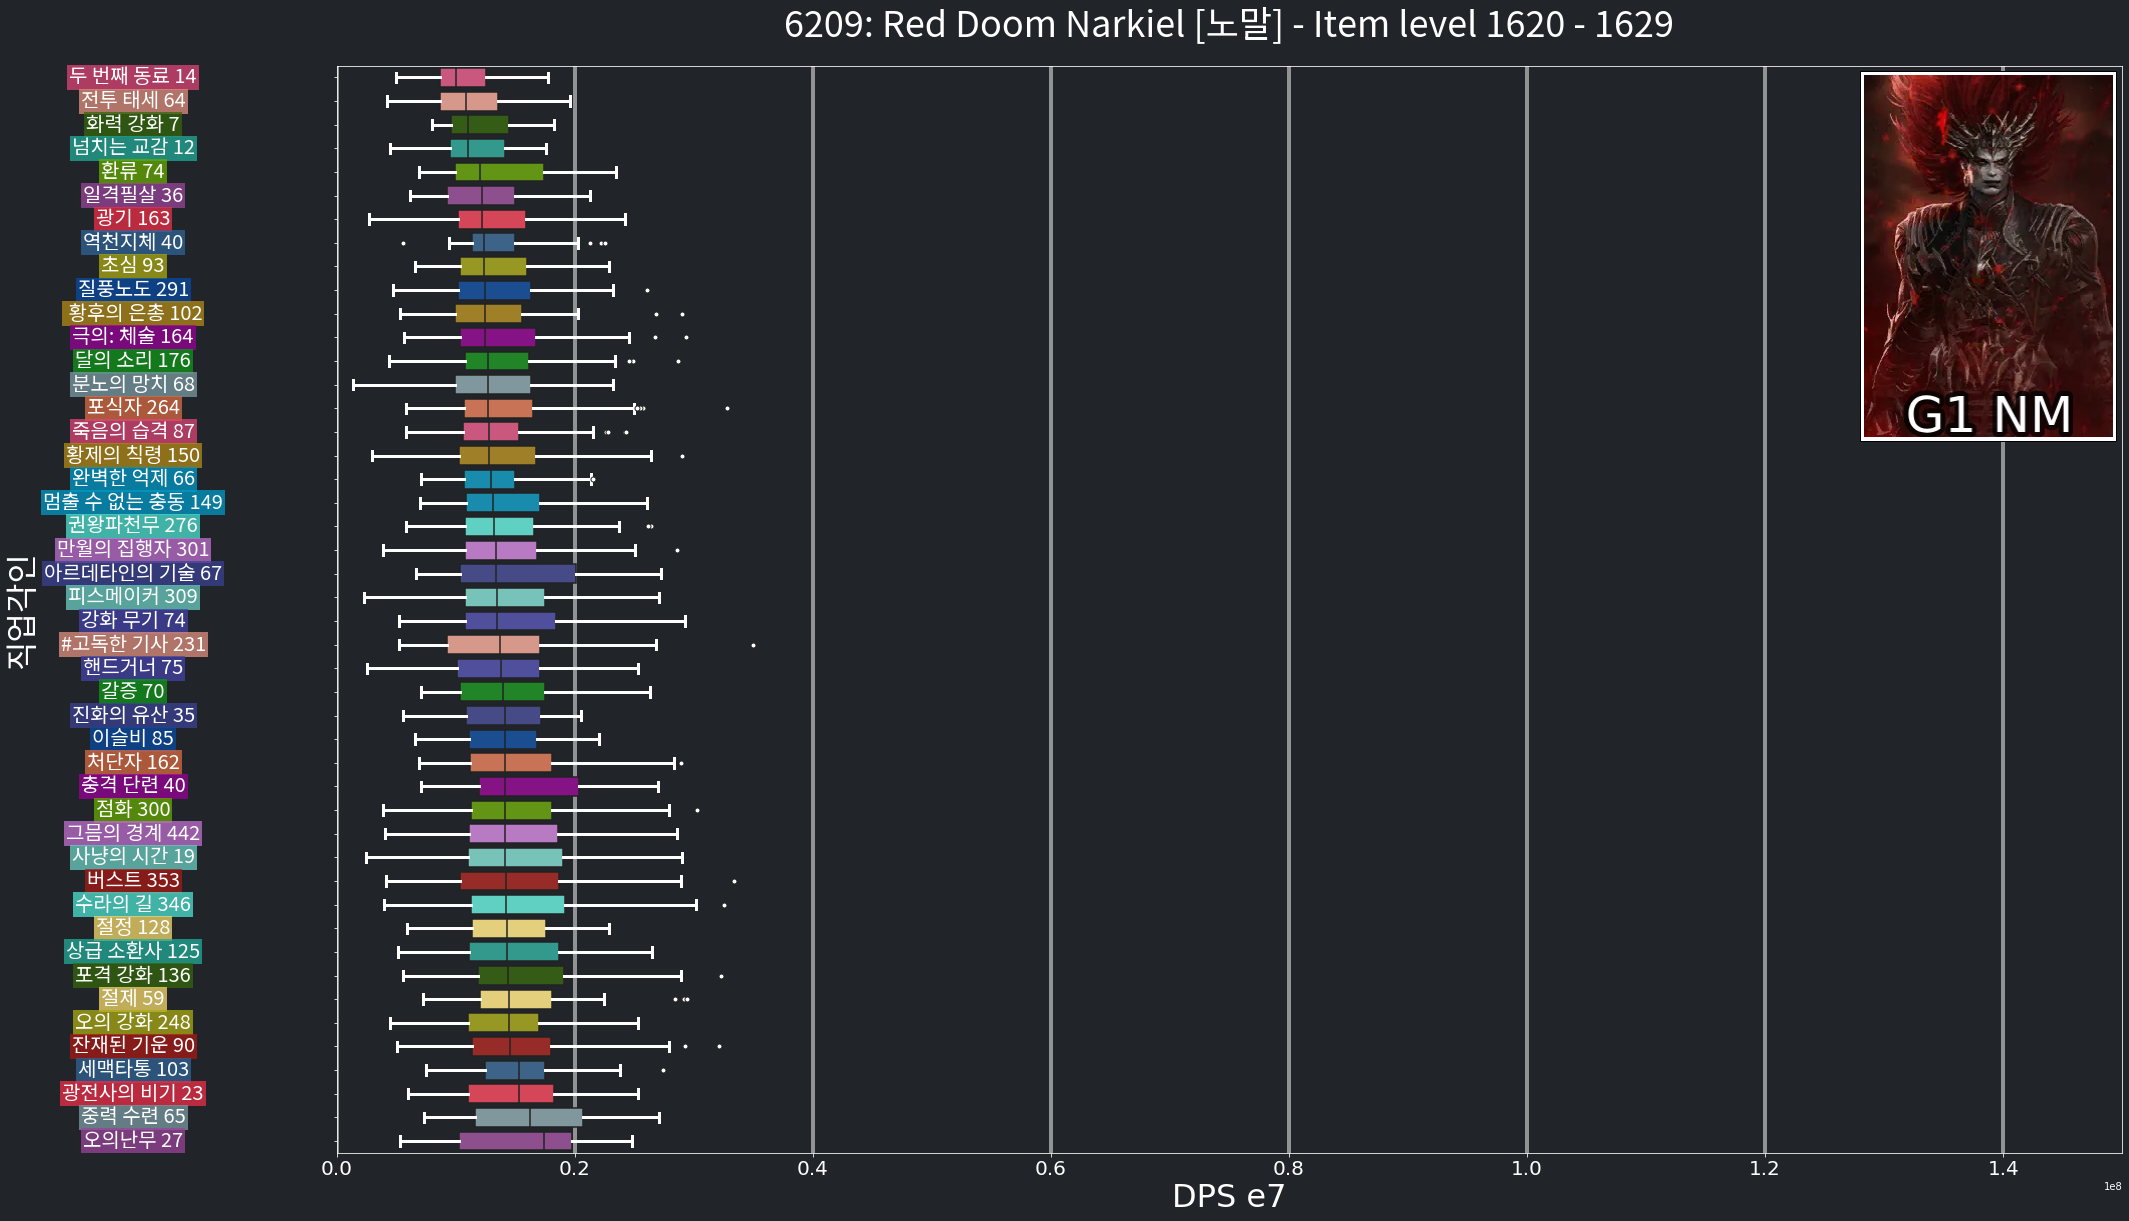 6209: Red Doom Narkiel [노말] - Item level 1620 - 1629
두 번째 동료 14
전투 태세 64
화력 강화 7
넘치는 교감 12
환류 74
일격필살 36
광기 163
역천지체 40
초심 93
질풍노도 291
황후의 은총 102
극의: 체술 164
달의 소리 176
분노의 망치 68
포식자 264
죽음의 습격 87
황제의 칙령 150
완벽한 억제 66
멈출 수 없는 충동 149
권왕파천무 276
만월의 집행자 301
아르데타인의 기술 67
피스메이커 309
강화 무기 74
#고독한 기사 231
핸드거너 75
갈증 70
진화의 유산 35
이슬비 85
처단자 162
충격 단련 40
점화 300
그믐의 경계 442
사냥의 시간 19
버스트 353
수라의 길 346
절정 128
상급 소환사 125
포격 강화 136
절제 59
오의 강화 248
잔재된 기운 90
세맥타통 103
광전사의 비기 23
중력 수련 65
오의난무 27
직업각인
G1 NM
0.0 0.2 0.4 0.6 0.8 1.0 1.2 1.4
1e8
DPS e7